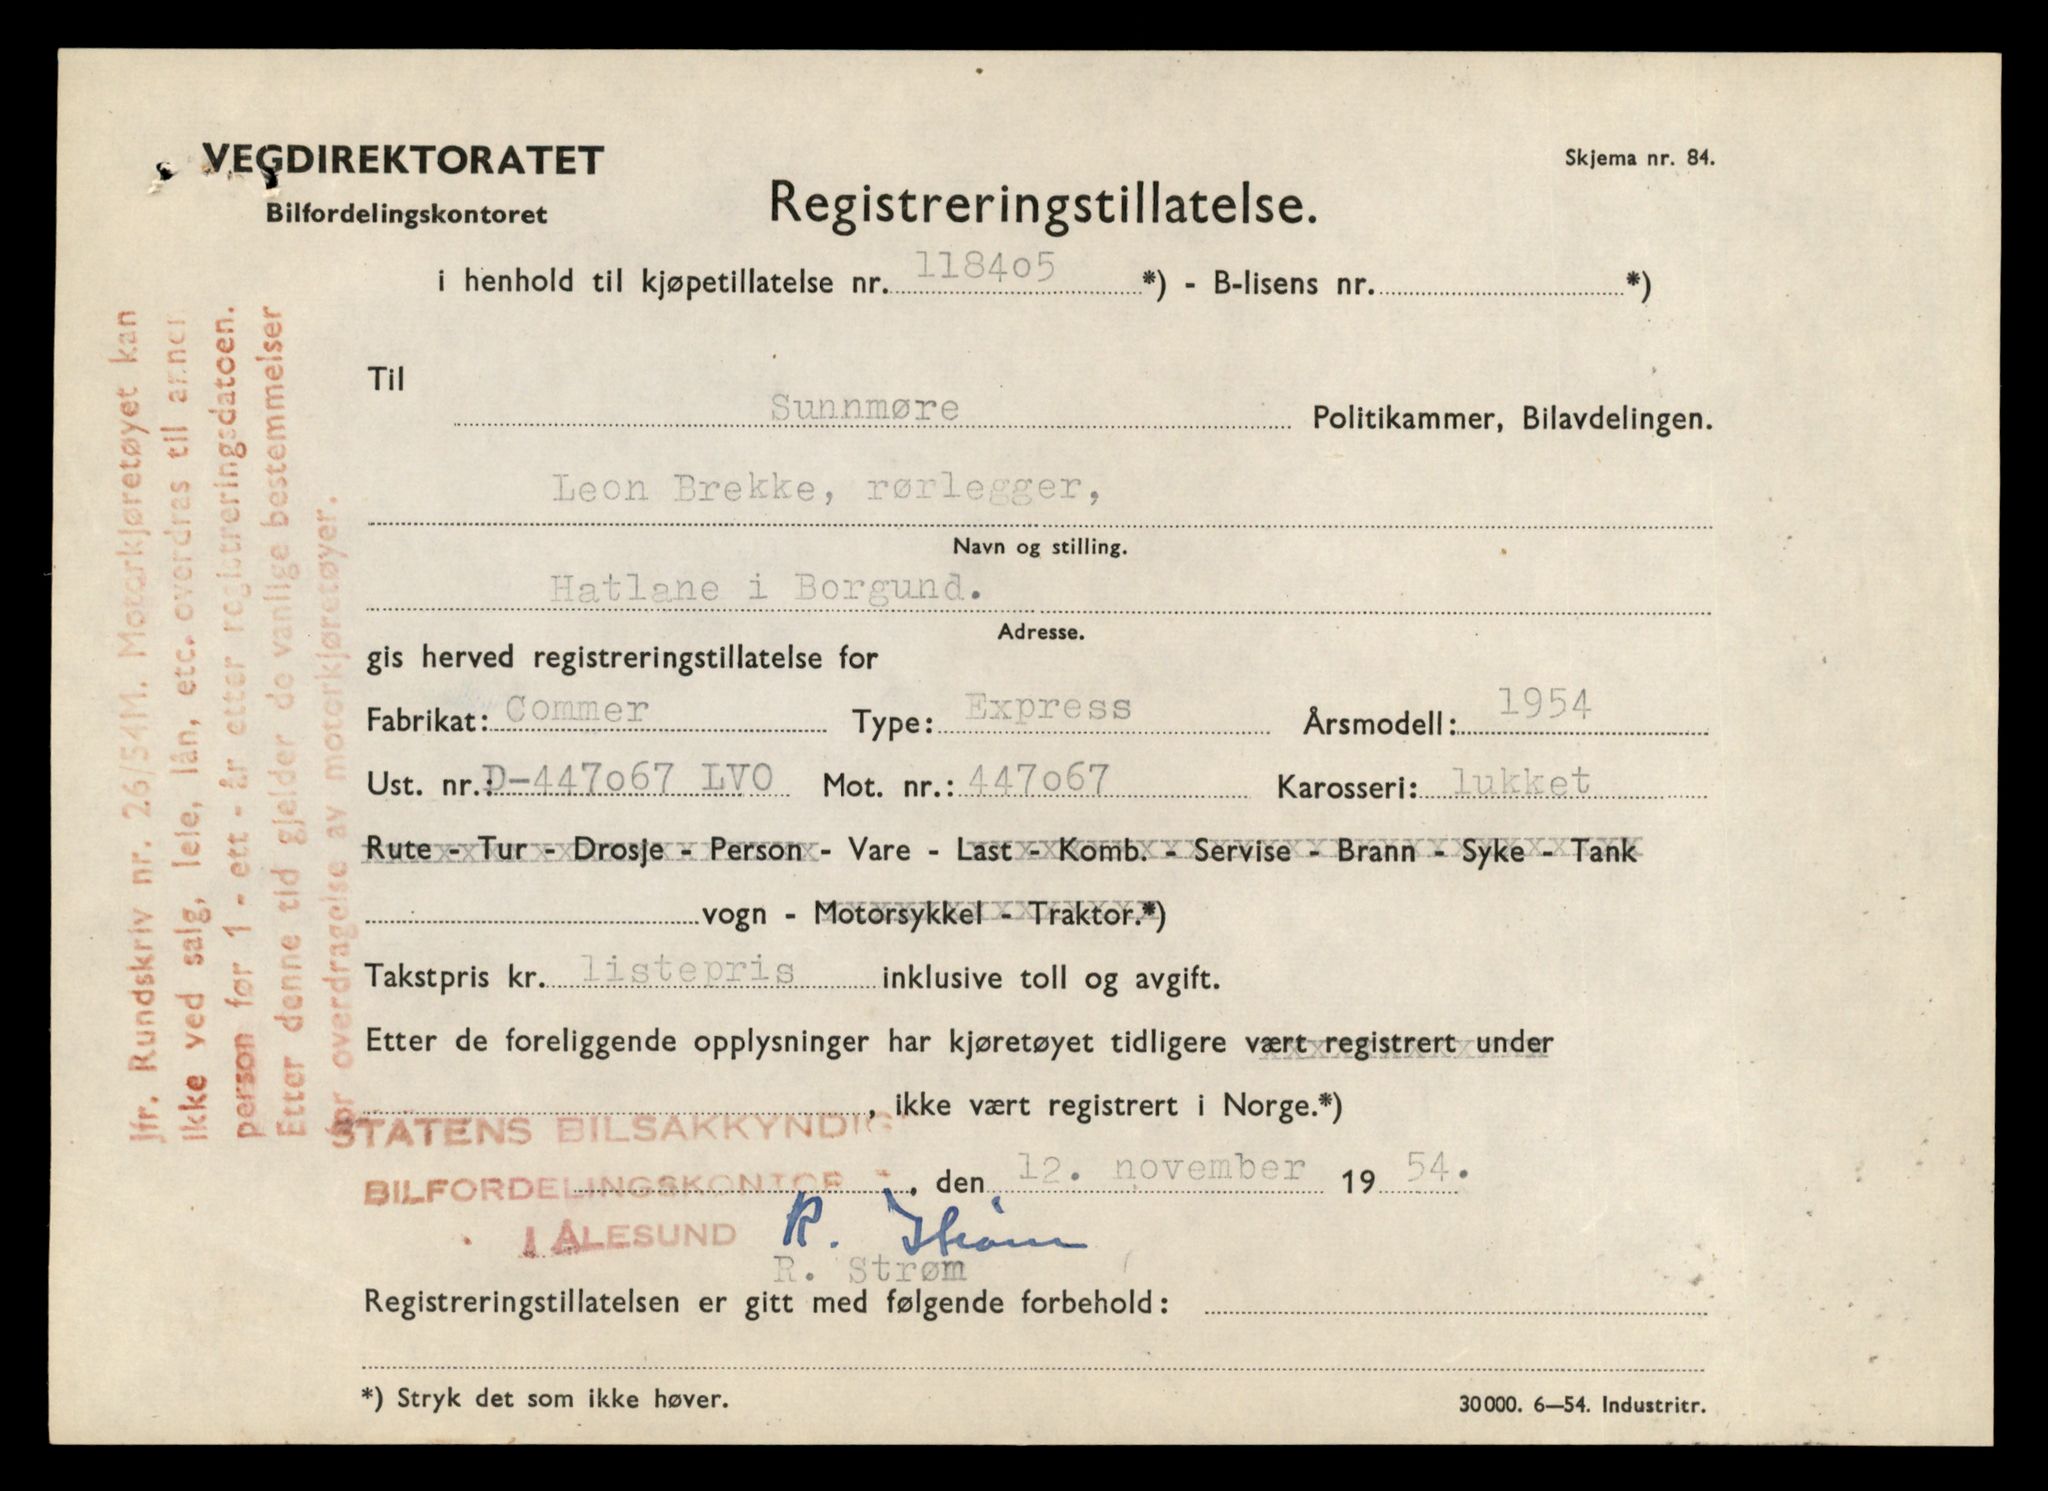 VEGDIREKTORATET
Bilfordelingskontoret
Skjema nr. 84.
Registreringstillatelse.
i henhold til kjøpetillatelse nr. 118405 *) - B-lisens nr. *)
Til
Sunnmøre Politikammer, Bilavdelingen.
Leon Brekke, rørlegger,
Navn og stilling.
Hatlane i Borgund.
Adresse.
gis herved registreringstillatelse for
Fabrikat: Commer Type: Express Årsmodell: 1954
Ust. nr.: D-447o67 LVO Mot. nr.: 447o67 Karosseri: lukket
Rute - Tur - Drosje - Person - Vare - Last - Komb. - Servise - Brann - Syke - Tank
vogn - Motorsykkel - Traktor.*)
Takstpris kr. listepris inklusive toll og avgift.
Etter de foreliggende opplysninger har kjøretøyet tidligere vært registrert under
, ikke vært registrert i Norge.*)
STATENS BILSAKKYNDIG
BILFORDELINGSKONTOR
, den 12. november 19 54.
I ÅLESUND
R. Strøm
R. Strøm
Registreringstillatelsen er gitt med følgende forbehold:
*) Stryk det som ikke høver.
30000. 6—54. Industritr.
Jfr. Rundskriv nr. 26/54M. Motorkjøretøyet kan
ikke ved salg, leie, lån, etc. overdras til annen
person før 1 - ett - år etter registreringsdatoen.
Etter denne tid gjelder de vanlige bestemmelser
for overdragelse av motorkjøretøyer.